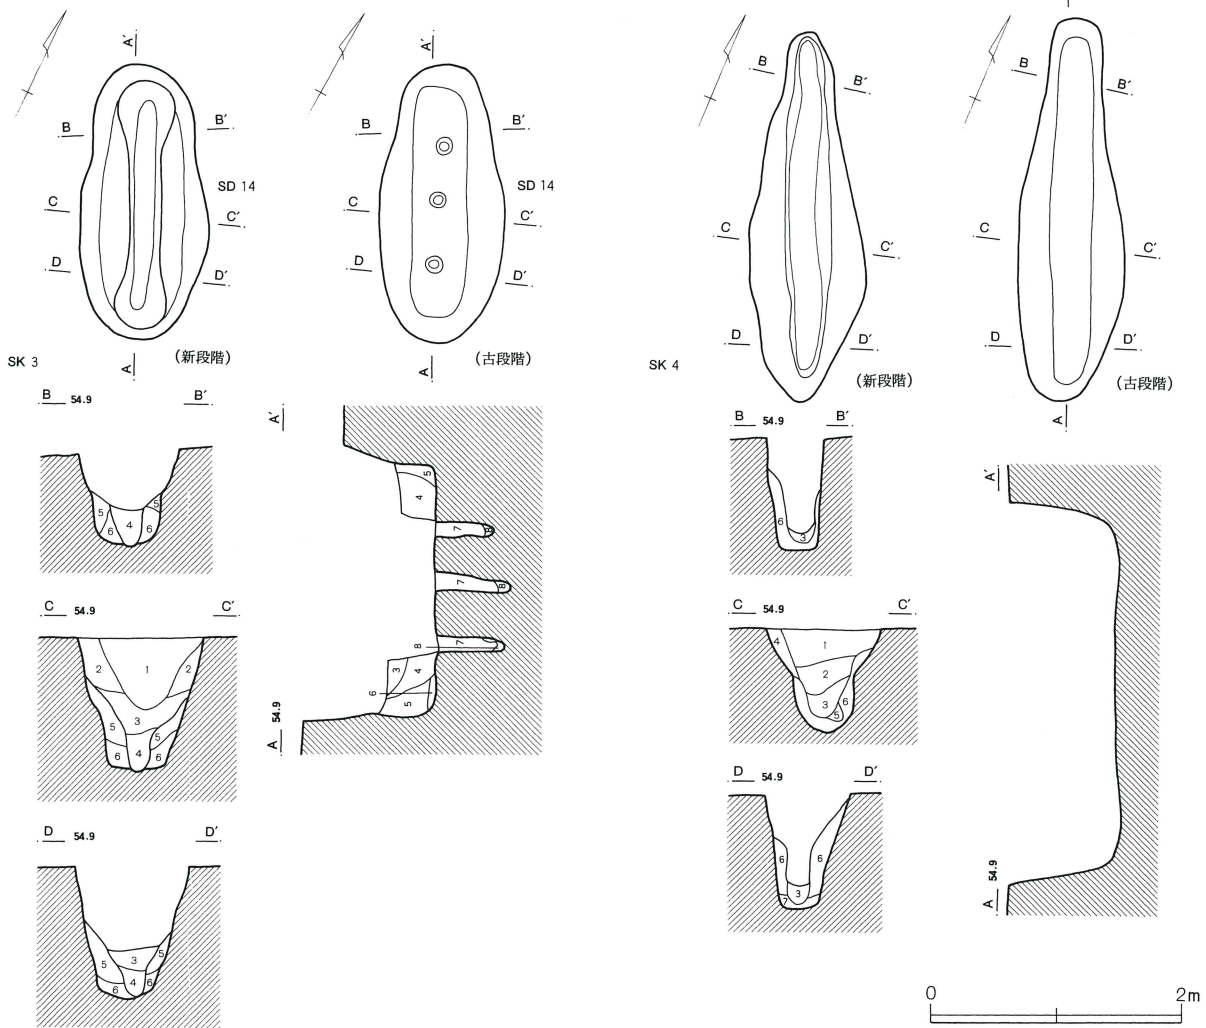 A′
B
B′
SD 14
C
C′
D
D′
SK 3
A
(新段階)
A′
B
B′
SD 14
C
C′
D
D′
A
(古段階)
B
B′
C
C′
D
D′
SK 4
(新段階)
B
B′
C
C′
D
D′
A
(古段階)
B 54.9 B′
5 6 4 6 5
C 54.9 C′
2 1 2
3
5 5
6 4 6
D 54.9 D′
3 5
5 4 6
6
A′
5
4
7 8
7 8
8 7
3 4
6 5
A 54.9
B 54.9 B′
6
3
C 54.9 C′
4 1
2
3 6
5
D 54.9 D′
6 6
3
7
A′
A 54.9
0 2m